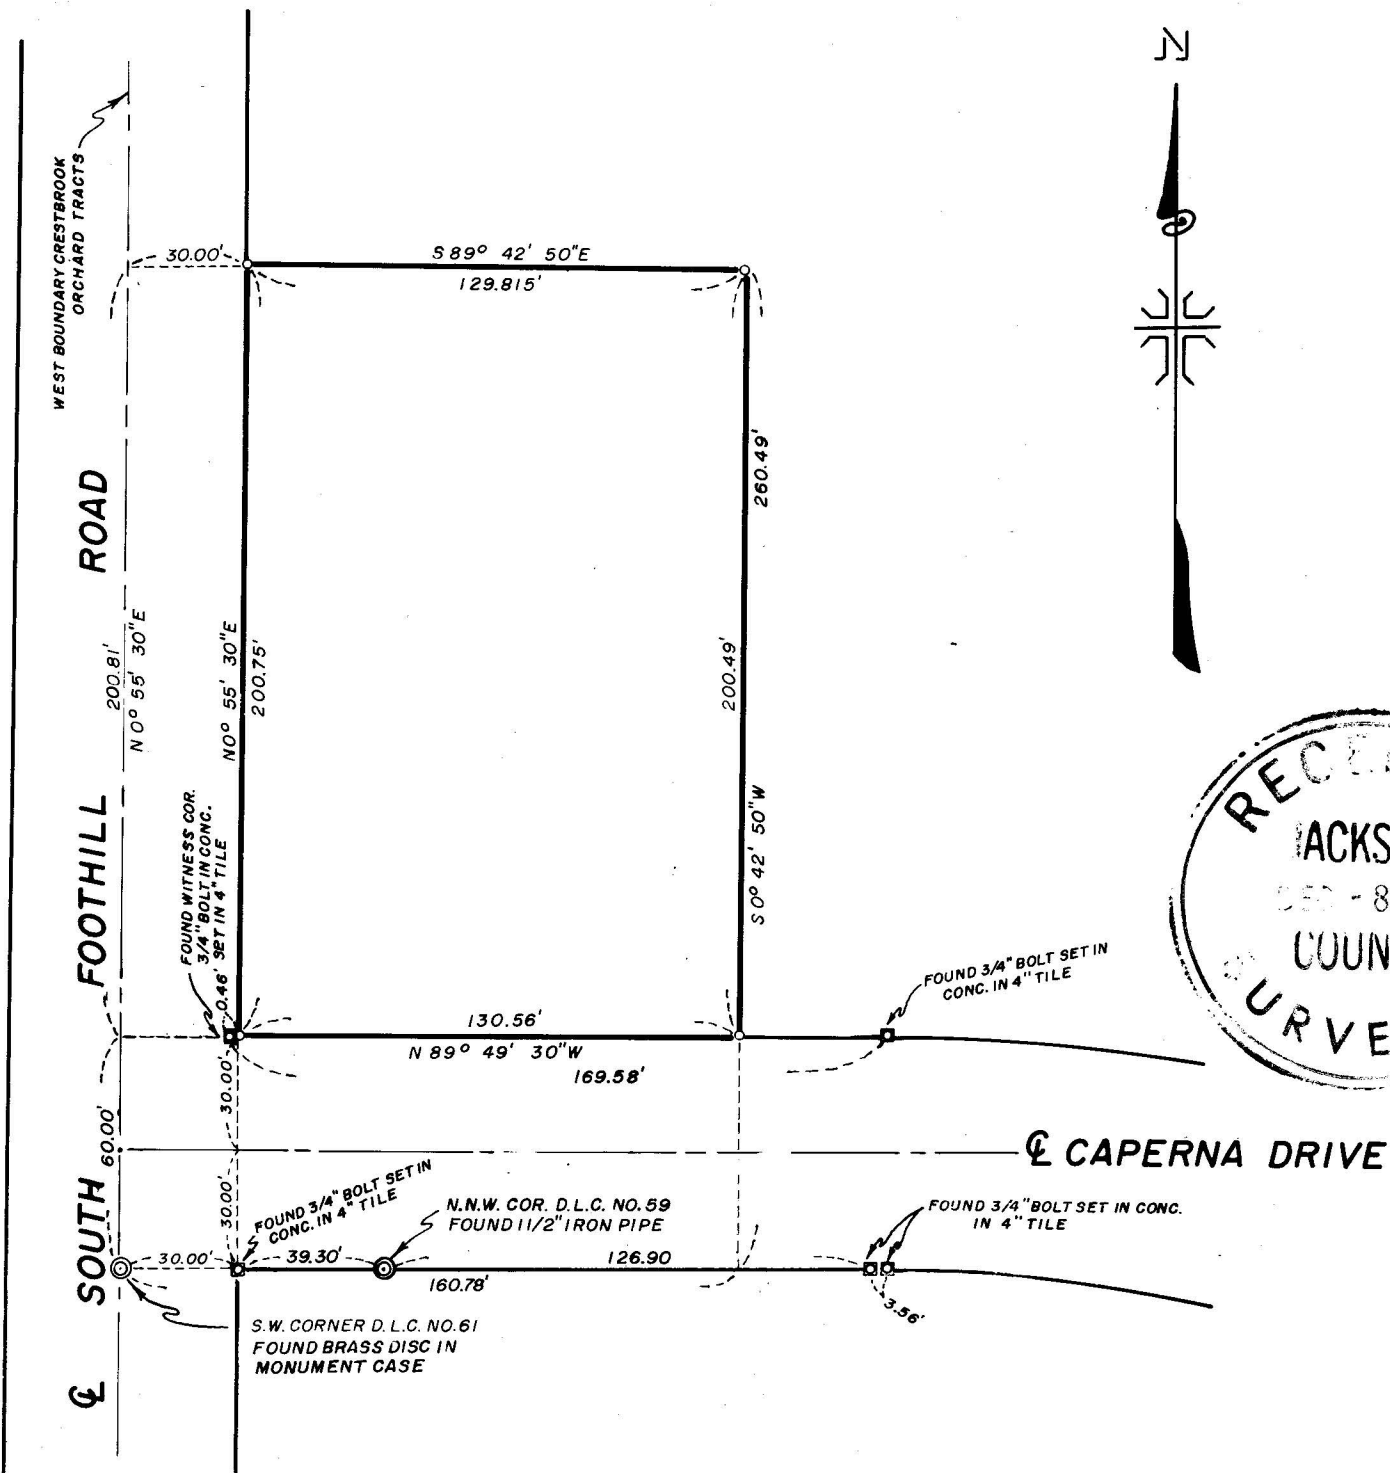 N
WEST BOUNDARY CRESTBROOK
ORCHARD TRACTS
30.00'
S 89° 42' 50"E
129.815'
260.49'
200.49'
S 0° 42' 50"W
200.81'
N 0° 55' 30"E
N 0° 55' 30"E
200.75'
℄ SOUTH FOOTHILL ROAD
FOUND WITNESS COR.
3/4" BOLT IN CONC.
SET IN 4" TILE
0.46'
130.56'
N 89° 49' 30"W
169.58'
FOUND 3/4" BOLT SET IN
CONC. IN 4" TILE
RECE
JACKS
- 8
COUN
SURVE
60.00'
30.00'
30.00'
℄ CAPERNA DRIVE
FOUND 3/4" BOLT SET IN
CONC. IN 4" TILE
N.N.W. COR. D.L.C. NO. 59
FOUND 1 1/2" IRON PIPE
FOUND 3/4" BOLT SET IN CONC.
IN 4" TILE
30.00'
39.30'
126.90
160.78'
3.56'
S.W. CORNER D.L.C. NO. 61
FOUND BRASS DISC IN
MONUMENT CASE